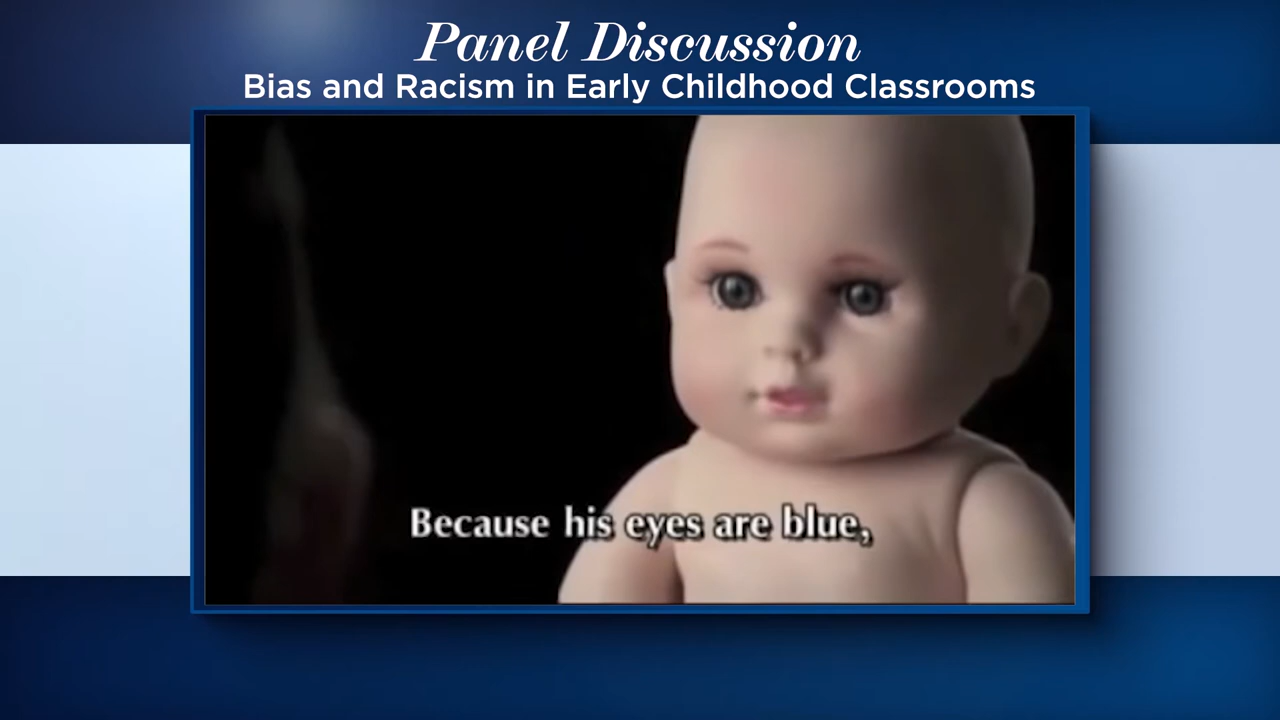 Panel Discussion
Bias and Racism in Early Childhood Classrooms
Because his eyes are blue,